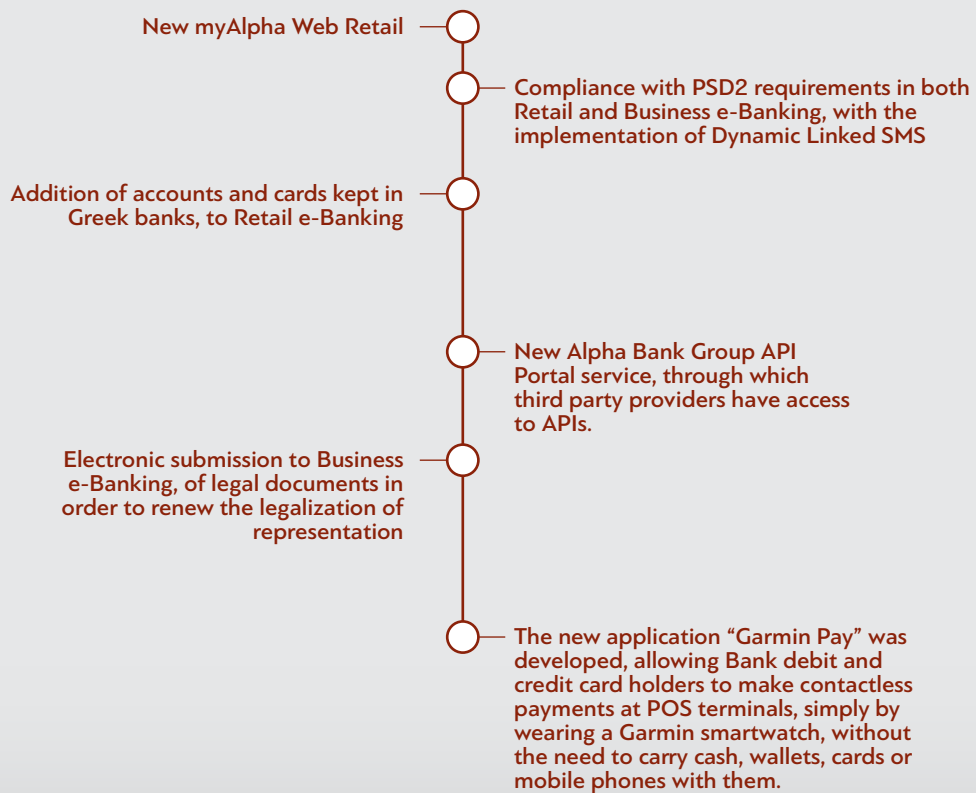 New myAlpha Web Retail
Compliance with PSD2 requirements in both
Retail and Business e-Banking, with the
implementation of Dynamic Linked SMS
Addition of accounts and cards kept in
Greek banks, to Retail e-Banking
New Alpha Bank Group API
Portal service, through which
third party providers have access
to APIs.
Electronic submission to Business
e-Banking, of legal documents in
order to renew the legalization of
representation
The new application “Garmin Pay” was
developed, allowing Bank debit and
credit card holders to make contactless
payments at POS terminals, simply by
wearing a Garmin smartwatch, without
the need to carry cash, wallets, cards or
mobile phones with them.